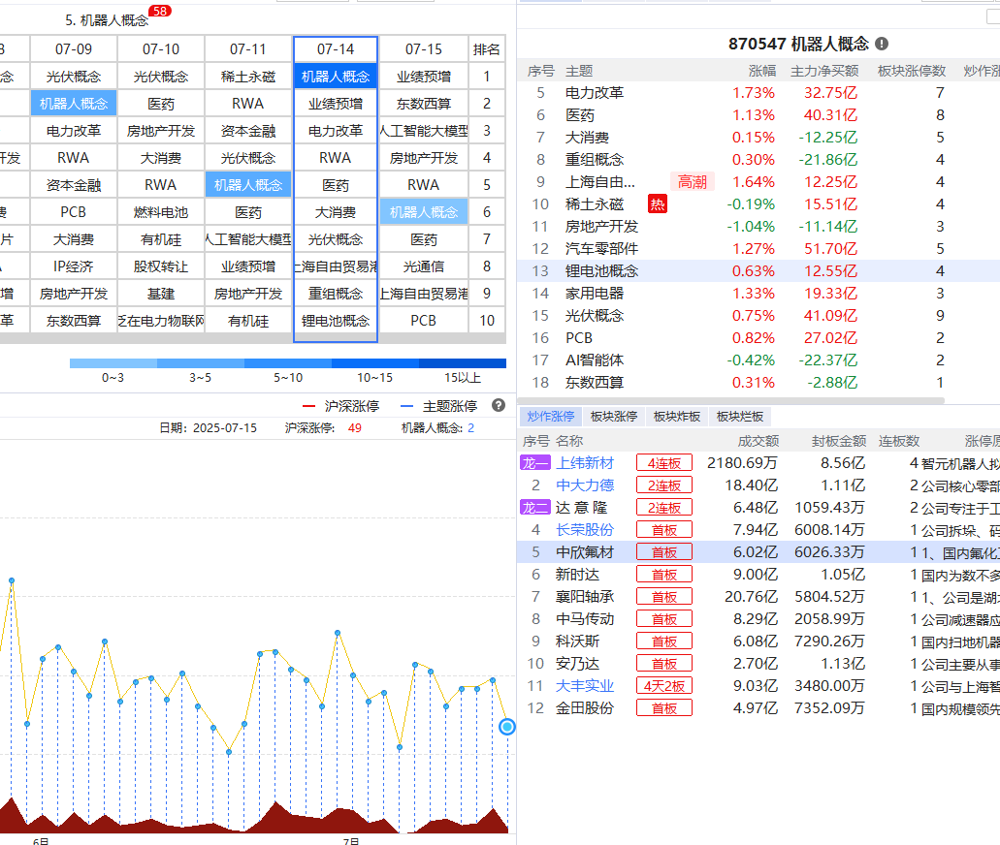 5. 机器人概念 58
8 07-09 07-10 07-11 07-14 07-15 排名
念 光伏概念 光伏概念 稀土永磁 机器人概念 业绩预增 1
机器人概念 医药 RWA 业绩预增 东数西算 2
电力改革 房地产开发 资本金融 电力改革 人工智能大模型 3
开发 RWA 大消费 光伏概念 RWA 房地产开发 4
资本金融 RWA 机器人概念 医药 RWA 5
费 PCB 燃料电池 医药 大消费 机器人概念 6
片 大消费 有机硅 人工智能大模型 光伏概念 医药 7
IP经济 股权转让 业绩预增 上海自由贸易港 光通信 8
增 房地产开发 基建 房地产开发 重组概念 上海自由贸易港 9
革 东数西算 泛在电力物联网 有机硅 锂电池概念 PCB 10
0~3 3~5 5~10 10~15 15以上
沪深涨停 主题涨停 ?
日期: 2025-07-15 沪深涨停: 49 机器人概念: 2
6月 7月
870547 机器人概念 !
序号 主题 涨幅 主力净买额 板块涨停数 炒作涨
5 电力改革 1.73% 32.75亿 7
6 医药 1.13% 40.31亿 8
7 大消费 0.15% -12.25亿 5
8 重组概念 0.30% -21.86亿 4
9 上海自由... 高潮 1.64% 12.25亿 4
10 稀土永磁 热 -0.19% 15.51亿 4
11 房地产开发 -1.04% -11.14亿 3
12 汽车零部件 1.27% 51.70亿 5
13 锂电池概念 0.63% 12.55亿 4
14 家用电器 1.33% 19.33亿 3
15 光伏概念 0.75% 41.09亿 9
16 PCB 0.82% 27.02亿 2
17 AI智能体 -0.42% -22.37亿 2
18 东数西算 0.31% -2.88亿 1
炒作涨停 板块涨停 板块炸板 板块烂板
序号 名称 成交额 封板金额 连板数 涨停原
龙一 上纬新材 4连板 2180.69万 8.56亿 4 智元机器人拟
2 中大力德 2连板 18.40亿 1.11亿 2 公司核心零部
龙二 达 意 隆 2连板 6.48亿 1059.43万 2 公司专注于工
4 长荣股份 首板 7.94亿 6008.14万 1 公司拆垛、码
5 中欣氟材 首板 6.02亿 6026.33万 1 1、国内氟化工
6 新时达 首板 9.00亿 1.05亿 1 国内为数不多
7 襄阳轴承 首板 20.76亿 5804.52万 1 1、公司是湖北
8 中马传动 首板 8.29亿 2058.99万 1 公司减速器应
9 科沃斯 首板 6.08亿 7290.26万 1 国内扫地机器
10 安乃达 首板 2.70亿 1.13亿 1 公司主要从事
11 大丰实业 4天2板 9.03亿 3480.00万 1 公司与上海智
12 金田股份 首板 4.97亿 7352.09万 1 国内规模领先